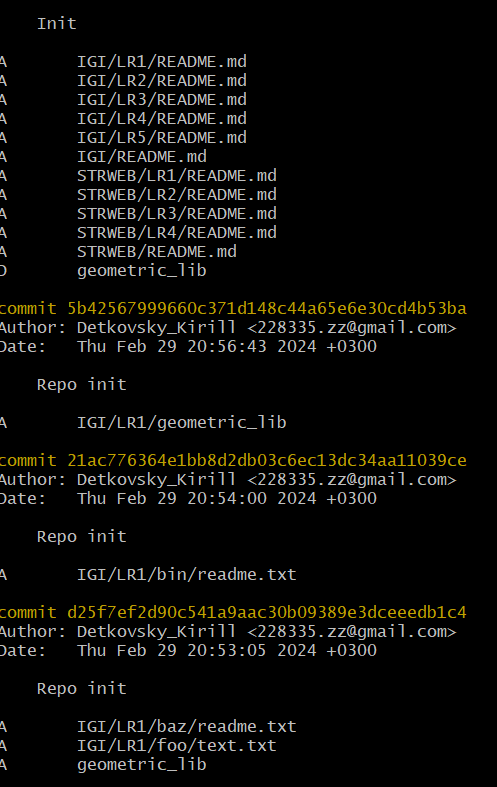 Init
A IGI/LR1/README.md
A IGI/LR2/README.md
A IGI/LR3/README.md
A IGI/LR4/README.md
A IGI/LR5/README.md
A IGI/README.md
A STRWEB/LR1/README.md
A STRWEB/LR2/README.md
A STRWEB/LR3/README.md
A STRWEB/LR4/README.md
A STRWEB/README.md
D geometric_lib
commit 5b42567999660c371d148c44a65e6e30cd4b53ba
Author: Detkovsky_Kirill <228335.zz@gmail.com>
Date: Thu Feb 29 20:56:43 2024 +0300
Repo init
A IGI/LR1/geometric_lib
commit 21ac776364e1bb8d2db03c6ec13dc34aa11039ce
Author: Detkovsky_Kirill <228335.zz@gmail.com>
Date: Thu Feb 29 20:54:00 2024 +0300
Repo init
A IGI/LR1/bin/readme.txt
commit d25f7ef2d90c541a9aac30b09389e3dceeedb1c4
Author: Detkovsky_Kirill <228335.zz@gmail.com>
Date: Thu Feb 29 20:53:05 2024 +0300
Repo init
A IGI/LR1/baz/readme.txt
A IGI/LR1/foo/text.txt
A geometric_lib